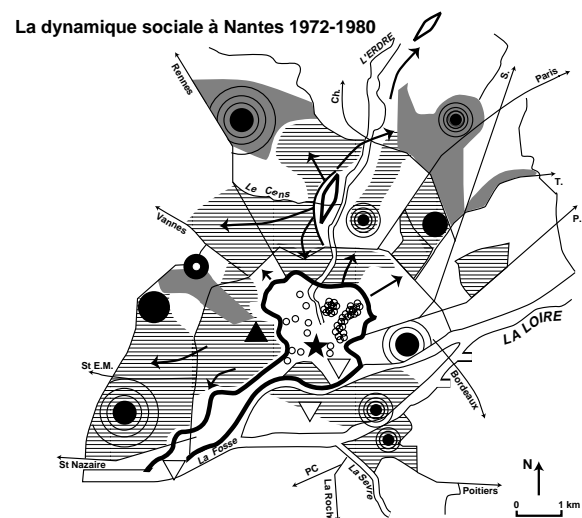 La dynamique sociale à Nantes 1972-1980
L'ERDRE
Rennes
Ch.
S.
Paris
Le Cens
T.
Vannes
P.
LA LOIRE
St E.M.
Bordeaux
La Fosse
St Nazaire
PC
La Sevre
La Roch
Poitiers
N
0 1 km